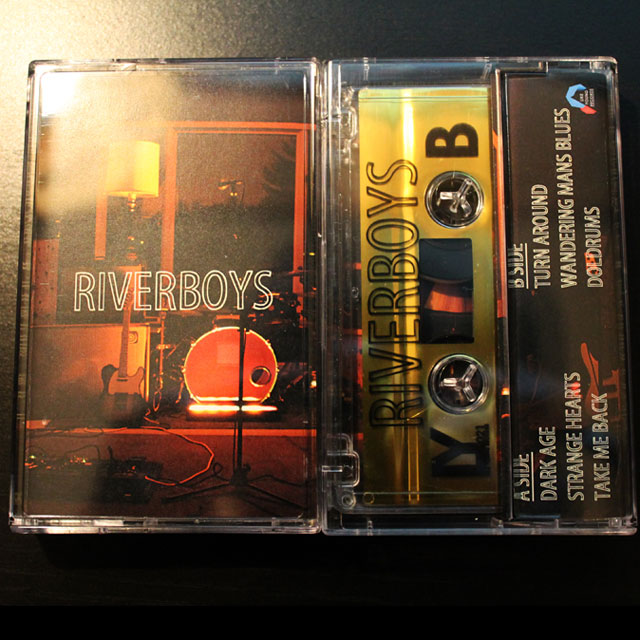 RIVERBOYS
RIVERBOYS
B
A SIDE
DARK AGE
STRANGE HEARTS
TAKE ME BACK
B SIDE
TURN AROUND
WANDERING MANS BLUES
DOLDRUMS